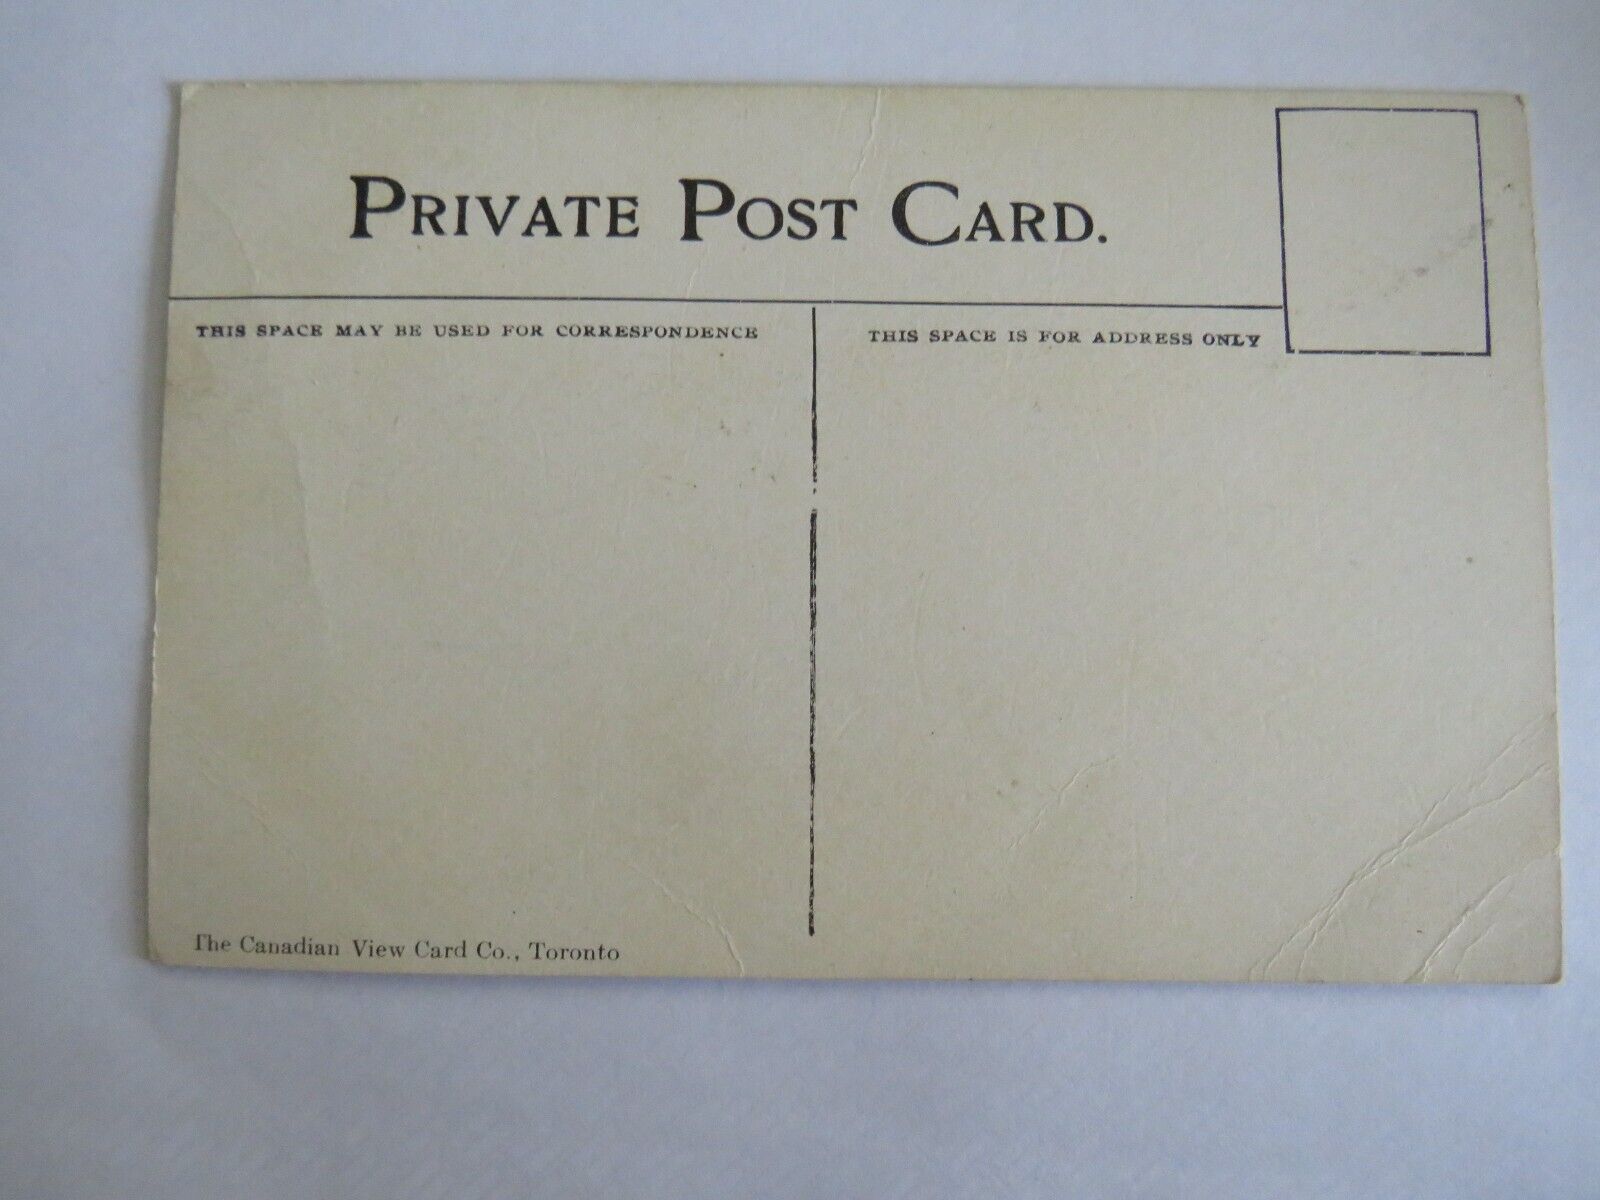 PRIVATE POST CARD.
THIS SPACE MAY BE USED FOR CORRESPONDENCE
THIS SPACE IS FOR ADDRESS ONLY
The Canadian View Card Co., Toronto